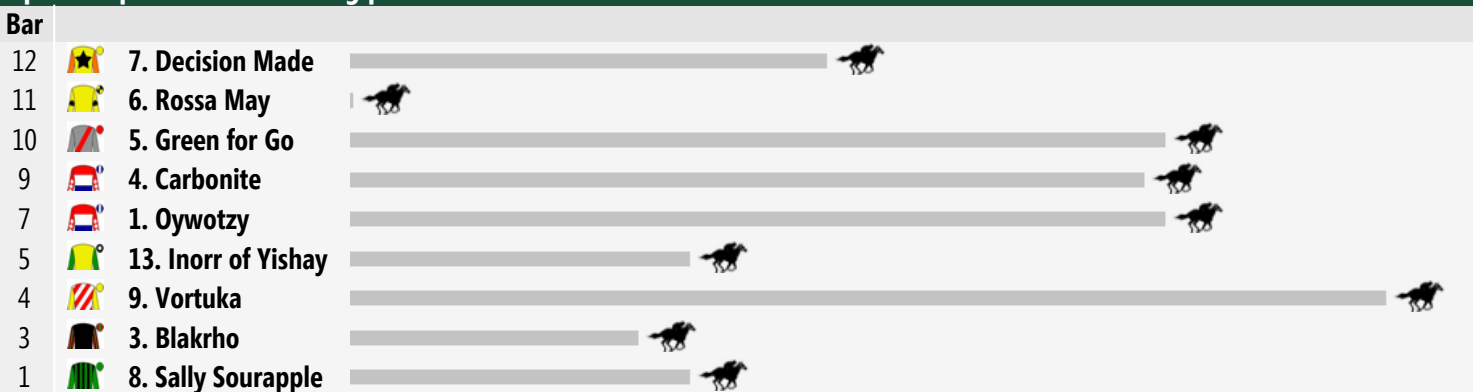 Bar
12 7. Decision Made
11 6. Rossa May
10 5. Green for Go
9 4. Carbonite
7 1. Oywotzy
5 13. Inorr of Yishay
4 9. Vortuka
3 3. Blakrho
1 8. Sally Sourapple